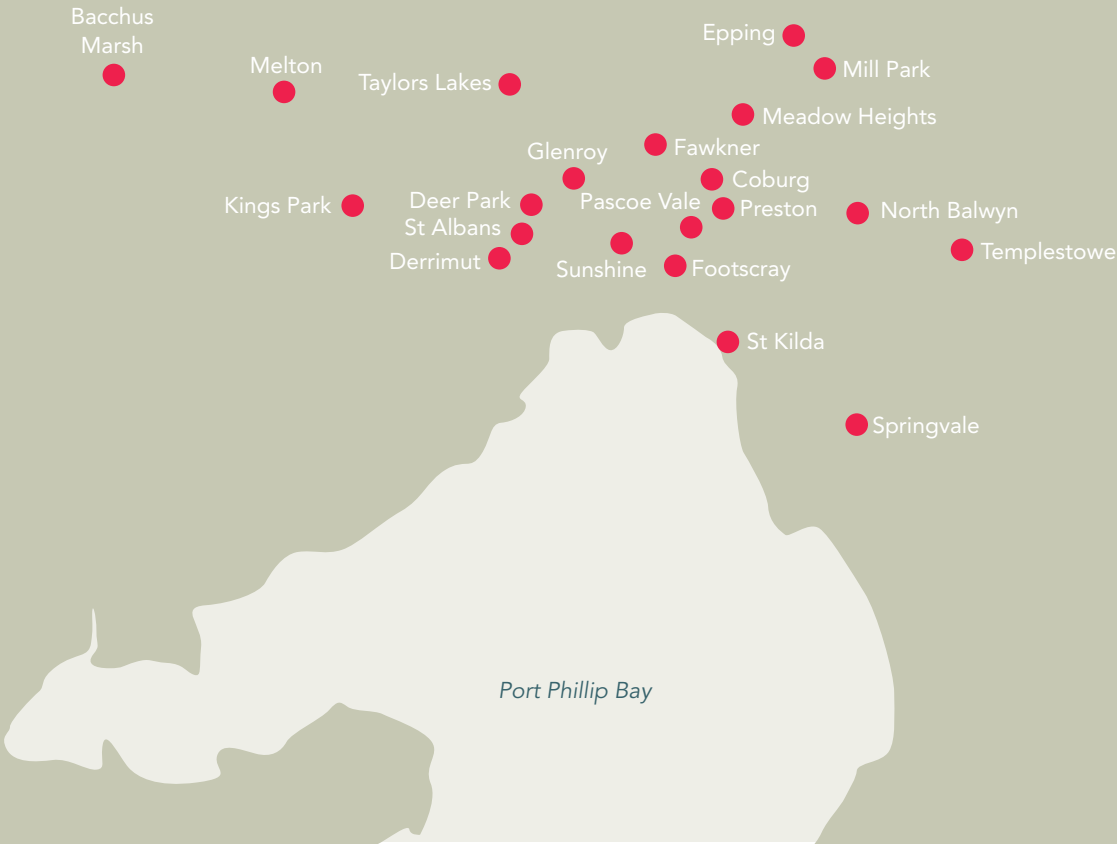 Bacchus
Marsh
Epping
Melton
Mill Park
Taylors Lakes
Meadow Heights
Glenroy
Fawkner
Coburg
Kings Park
Deer Park
Pascoe Vale
Preston
North Balwyn
St Albans
Templestowe
Derrimut
Sunshine
Footscray
St Kilda
Springvale
Port Phillip Bay